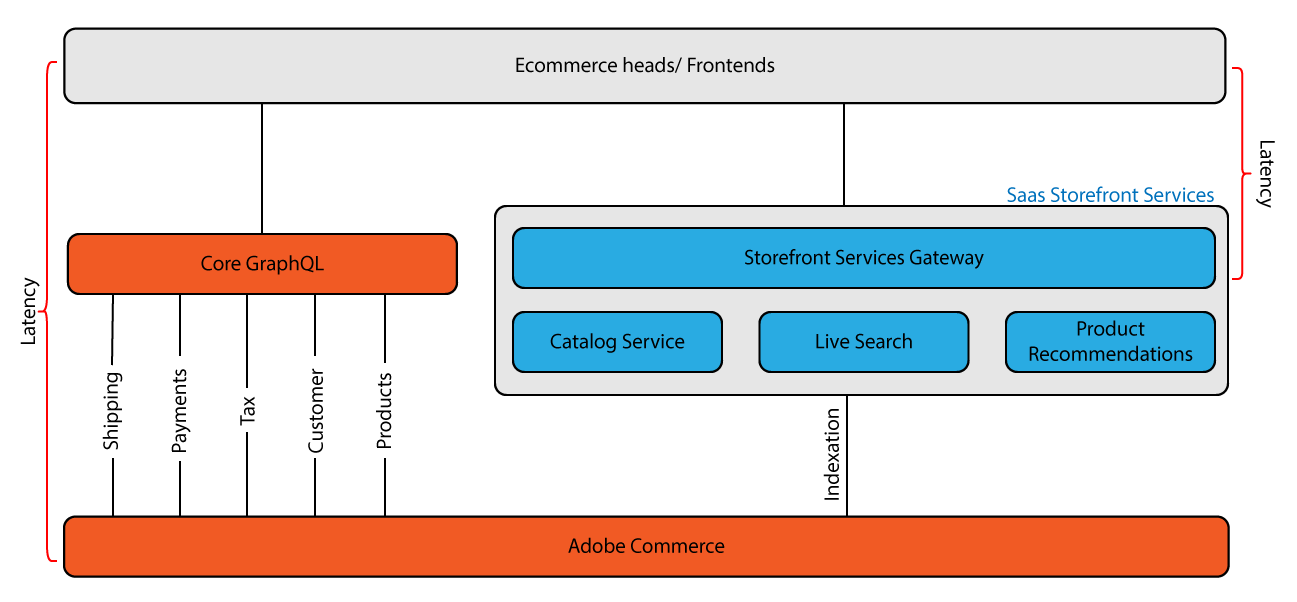 Ecommerce heads/ Frontends
Latency
Saas Storefront Services
Core GraphQL
Storefront Services Gateway
Latency
Catalog Service
Live Search
Product
Recommendations
Shipping
Payments
Tax
Customer
Products
Indexation
Adobe Commerce